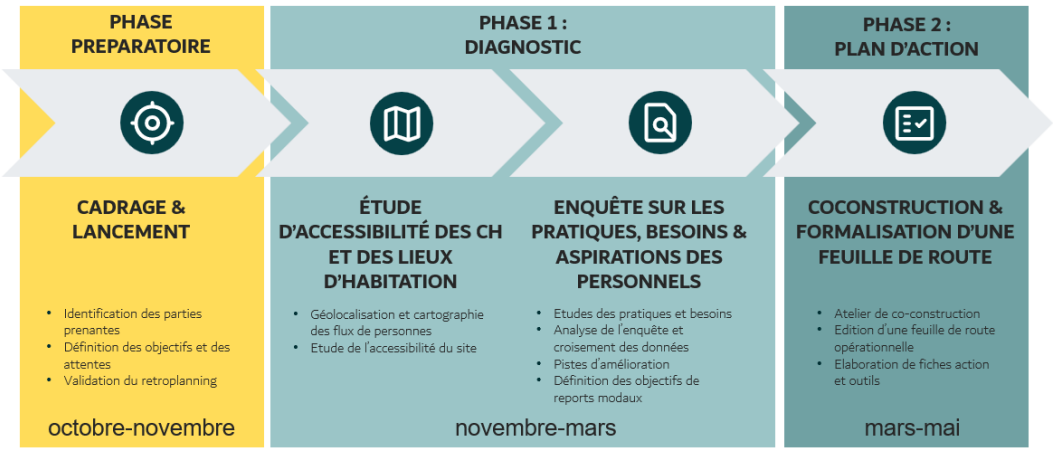 PHASE
PREPARATOIRE
CADRAGE &
LANCEMENT
• Identification des parties
prenantes
• Définition des objectifs et des
attentes
• Validation du retroplanning
octobre-novembre
PHASE 1 :
DIAGNOSTIC
ÉTUDE
D'ACCESSIBILITÉ DES CH
ET DES LIEUX
D'HABITATION
• Géolocalisation et cartographie
des flux de personnes
• Etude de l'accessibilité du site
ENQUÊTE SUR LES
PRATIQUES, BESOINS &
ASPIRATIONS DES
PERSONNELS
• Etudes des pratiques et besoins
• Analyse de l'enquête et
croisement des données
• Pistes d'amélioration
• Définition des objectifs de
reports modaux
novembre-mars
PHASE 2 :
PLAN D'ACTION
COCONSTRUCTION &
FORMALISATION D'UNE
FEUILLE DE ROUTE
• Atelier de co-construction
• Edition d'une feuille de route
opérationnelle
• Elaboration de fiches action
et outils
mars-mai